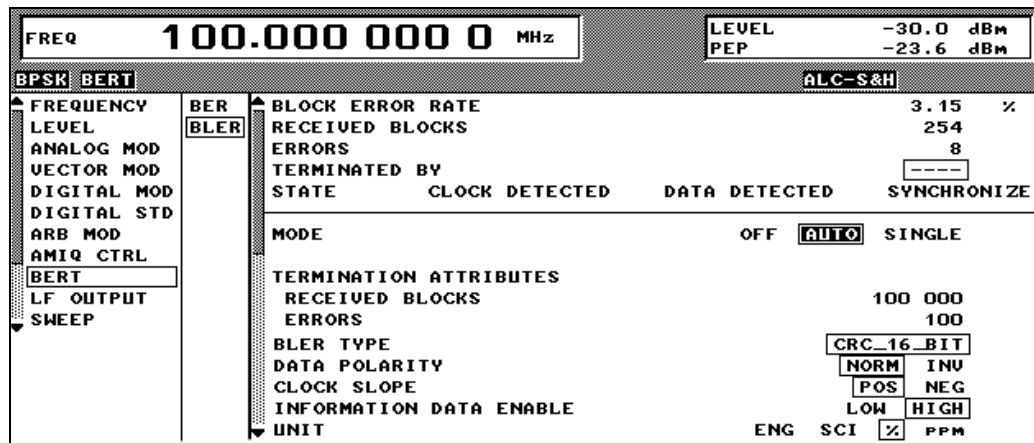 FREQ 100.000 000 0 MHz
LEVEL -30.0 dBm
PEP -23.6 dBm
BPSK BERT ALC-S&H
FREQUENCY
LEVEL
ANALOG MOD
VECTOR MOD
DIGITAL MOD
DIGITAL STD
ARB MOD
AMIQ CTRL
BERT
LF OUTPUT
SWEEP
BER
BLER
BLOCK ERROR RATE 3.15 %
RECEIVED BLOCKS 254
ERRORS 8
TERMINATED BY ----
STATE CLOCK DETECTED DATA DETECTED SYNCHRONIZE
MODE OFF AUTO SINGLE
TERMINATION ATTRIBUTES
RECEIVED BLOCKS 100 000
ERRORS 100
BLER TYPE CRC_16_BIT
DATA POLARITY NORM INV
CLOCK SLOPE POS NEG
INFORMATION DATA ENABLE LOW HIGH
UNIT ENG SCI % PPM